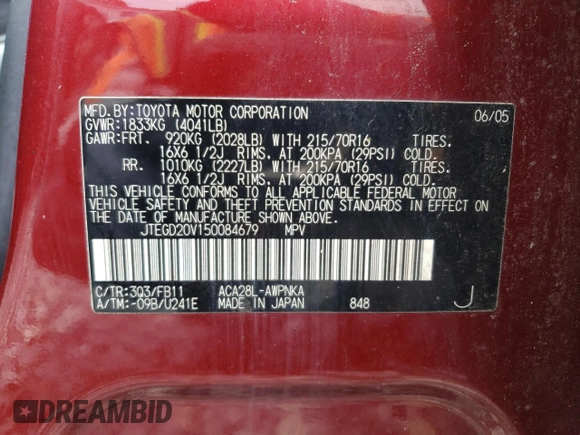 MFD.BY:TOYOTA MOTOR CORPORATION 06/05
GVWR:1833KG (4041LB)
GAWR:FRT. 920KG (2028LB) WITH 215/70R16 TIRES.
16X6 1/2J RIMS. AT 200KPA (29PSI) COLD.
RR. 1010KG (2227LB) WITH 215/70R16 TIRES.
16X6 1/2J RIMS. AT 200KPA (29PSI) COLD.
THIS VEHICLE CONFORMS TO ALL APPLICABLE FEDERAL MOTOR
VEHICLE SAFETY AND THEFT PREVENTION STANDARDS IN EFFECT
ON THE DATE OF MANUFACTURE SHOWN ABOVE.
JTEGD20V150084679 MPV
C/TR:3Q3/FB11 ACA28L-AWPNKA
A/TM:-09B/U241E MADE IN JAPAN 848 J
DREAMBID